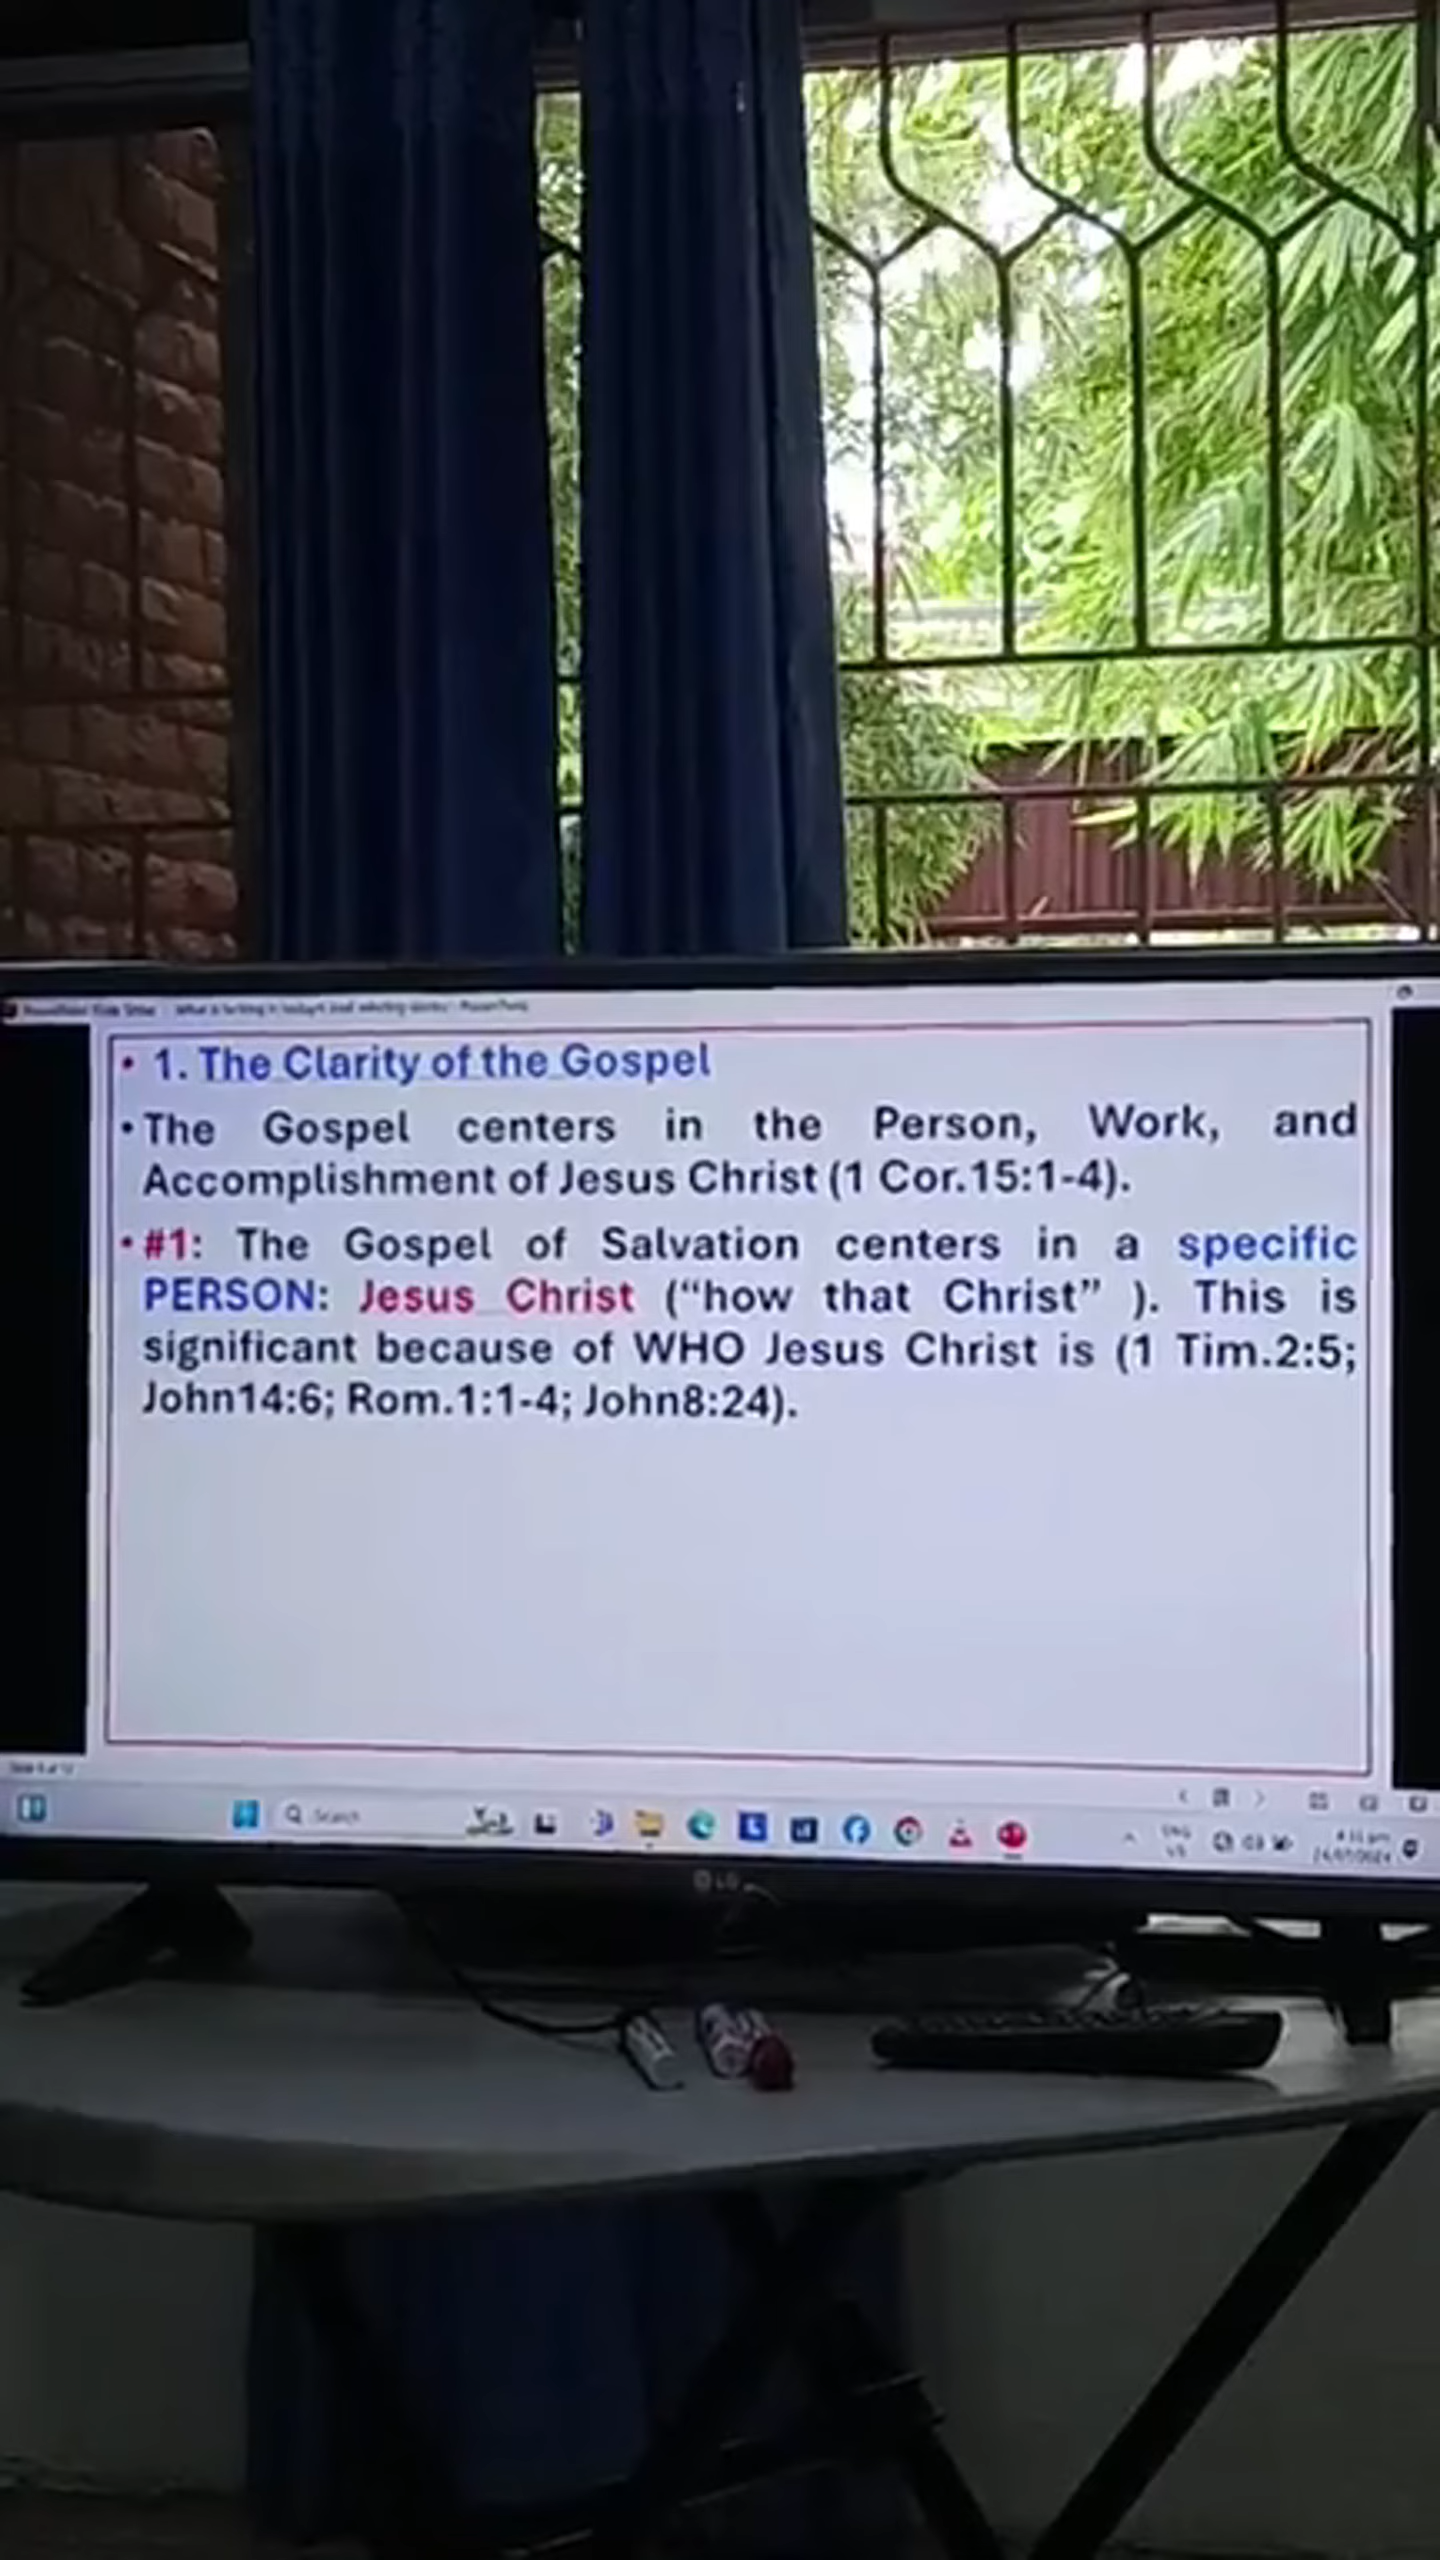 • 1. The Clarity of the Gospel
• The Gospel centers in the Person, Work, and
Accomplishment of Jesus Christ (1 Cor.15:1-4).
• #1: The Gospel of Salvation centers in a specific
PERSON: Jesus Christ (“how that Christ” ). This is
significant because of WHO Jesus Christ is (1 Tim.2:5;
John14:6; Rom.1:1-4; John8:24).
Search
LG